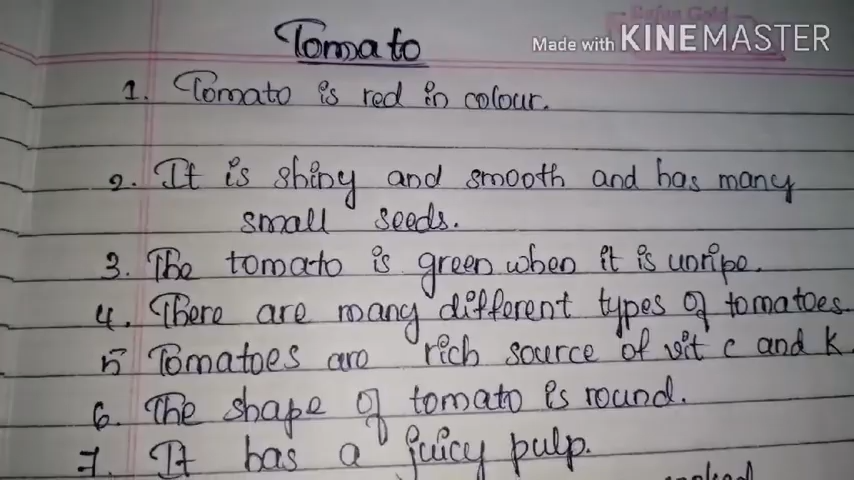 Tomato
Made with KINEMASTER
1. Tomato is red in colour.
2. It is shiny and smooth and has many
small seeds.
3. The tomato is green when it is unripe.
4. There are many different types of tomatoes
5 Tomatoes are rich source of vit c and k
6. The shape of tomato is round.
7. It has a juicy pulp.